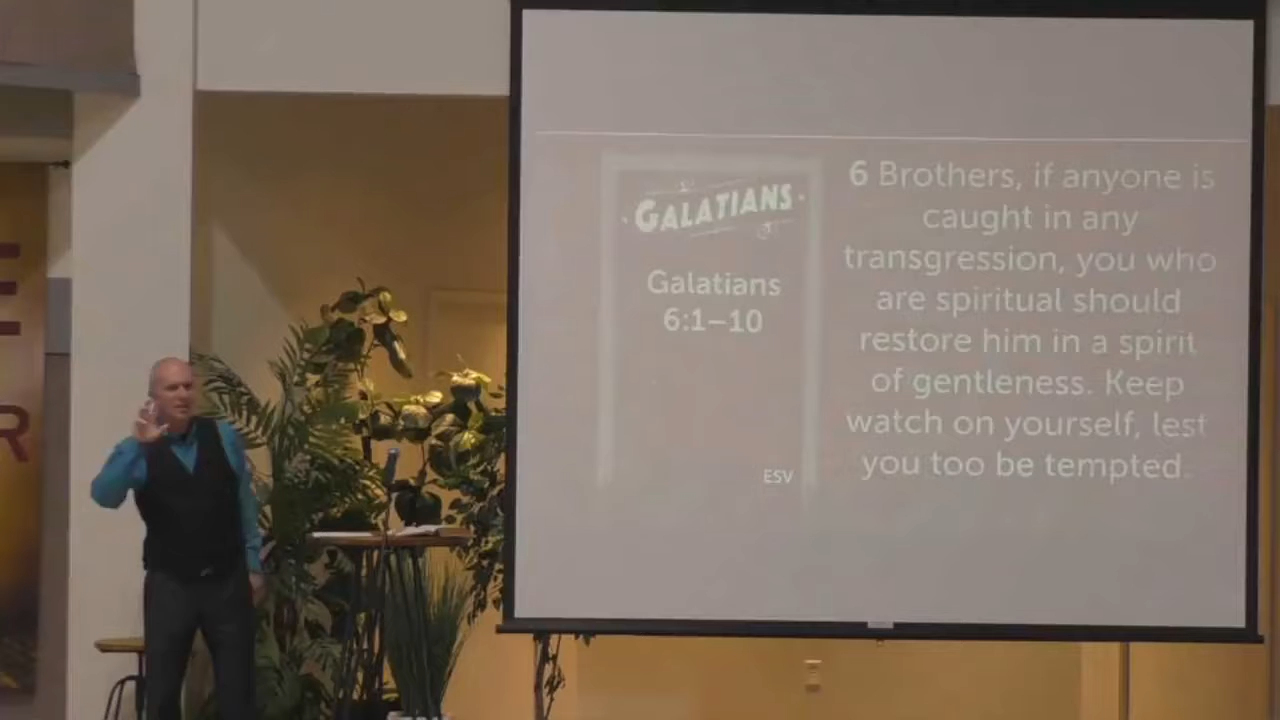 GALATIANS
Galatians
6:1–10
ESV
6 Brothers, if anyone is
caught in any
transgression, you who
are spiritual should
restore him in a spirit
of gentleness. Keep
watch on yourself, lest
you too be tempted.